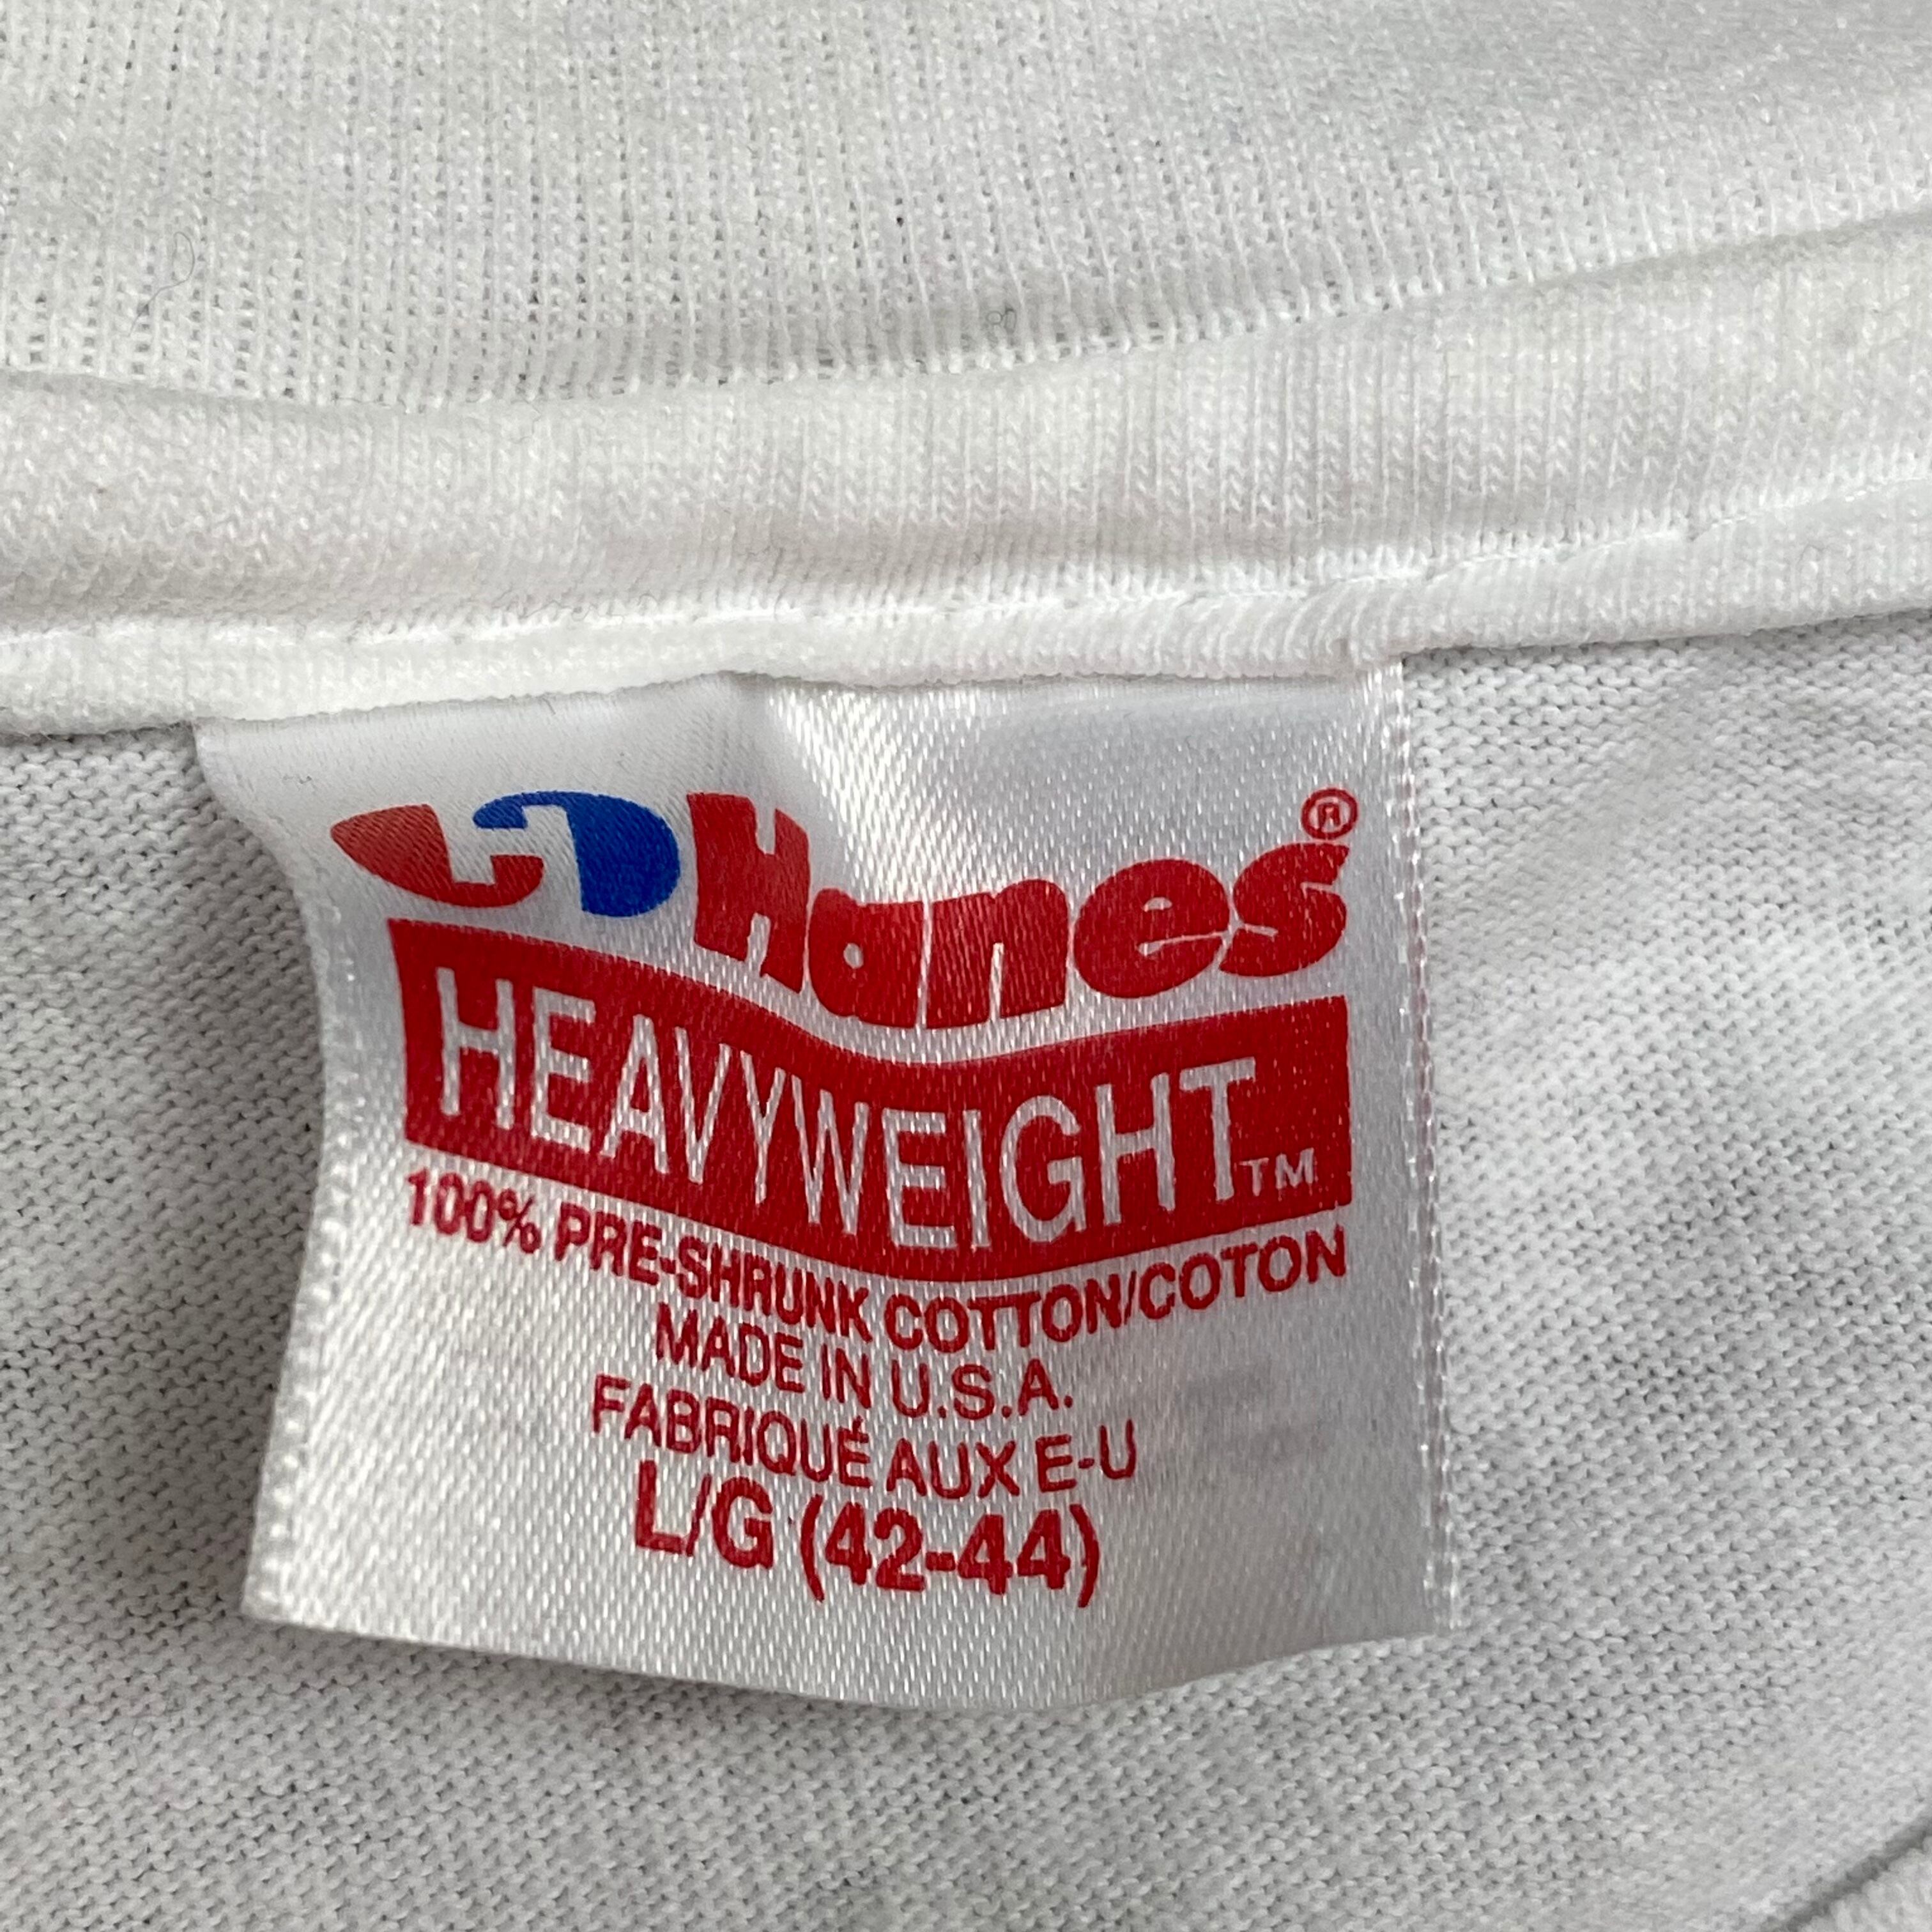 Hanes®
HEAVYWEIGHT™
100% PRE-SHRUNK COTTON/COTON
MADE IN U.S.A.
FABRIQUÉ AUX E-U
L/G (42-44)